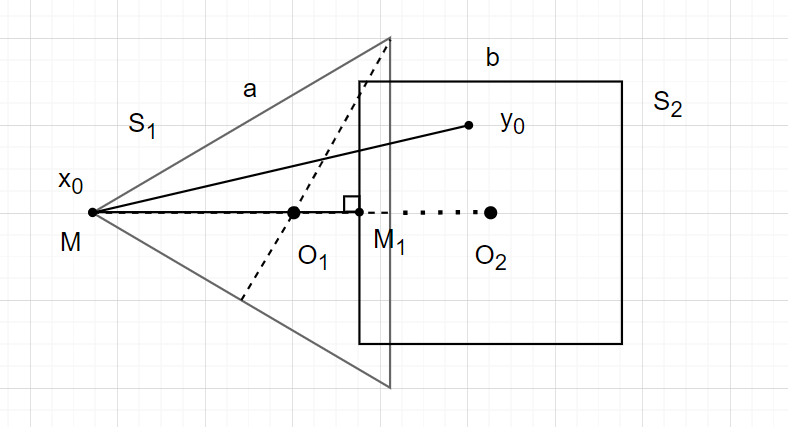 b
a
S₂
S₁
y₀
x₀
M
M₁
O₁
O₂